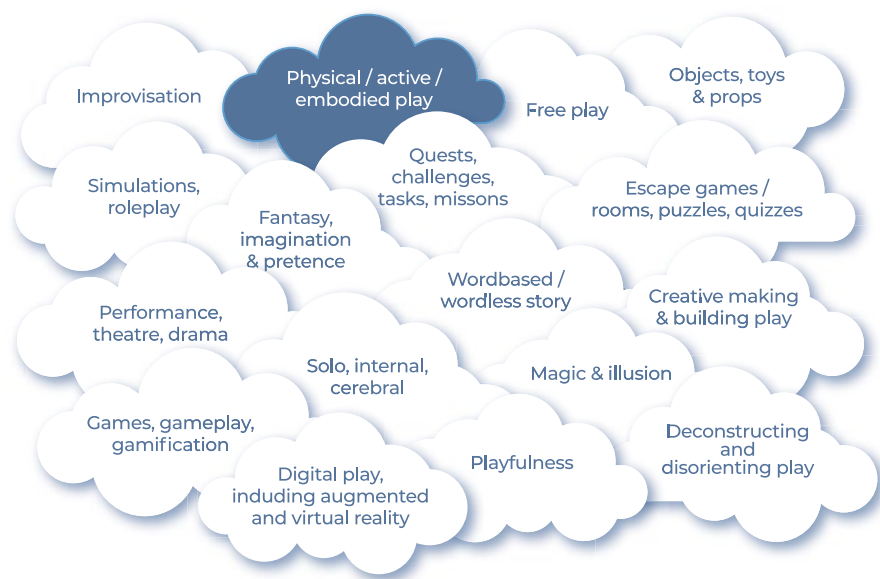 Improvisation
Physical / active /
embodied play
Free play
Objects, toys
& props
Simulations,
roleplay
Fantasy,
imagination
& pretence
Quests,
challenges,
tasks, missons
Escape games /
rooms, puzzles, quizzes
Performance,
theatre, drama
Solo, internal,
cerebral
Wordbased /
wordless story
Magic & illusion
Creative making
& building play
Games, gameplay,
gamification
Digital play,
including augmented
and virtual reality
Playfulness
Deconstructing
and
disorienting play